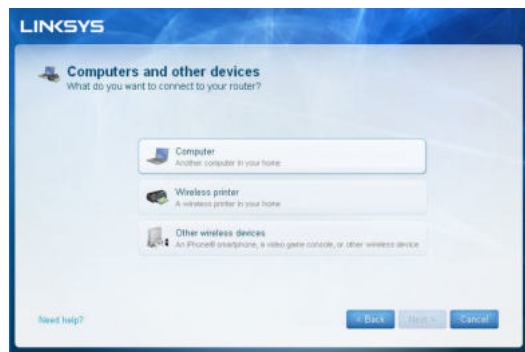 LINKSYS
Computers and other devices
What do you want to connect to your router?
Computer
Another computer in your home
Wireless printer
A wireless printer in your home
Other wireless devices
An iPhone® smartphone, a video game console, or other wireless device
Need help?
< Back
Next >
Cancel